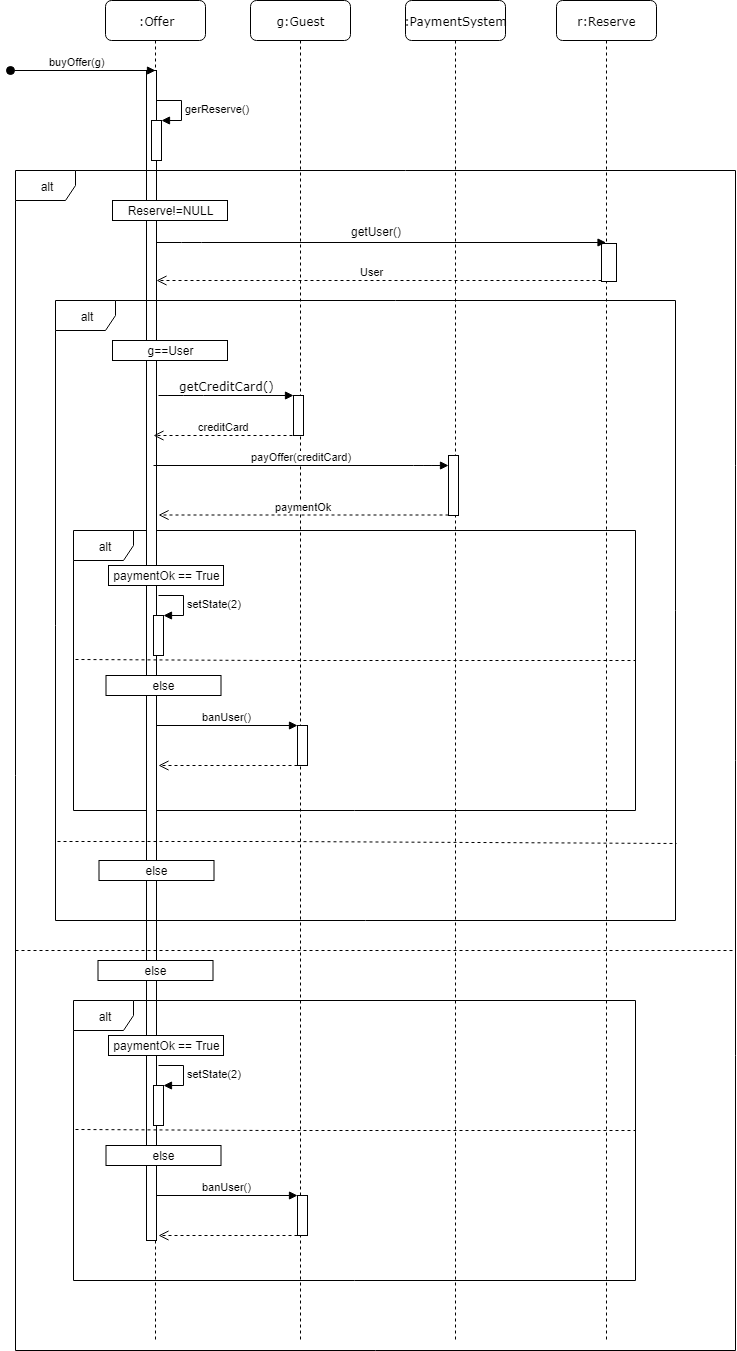 :Offer
g:Guest
:PaymentSystem
r:Reserve
buyOffer(g)
gerReserve()
alt
Reserve!=NULL
getUser()
User
alt
g==User
getCreditCard()
creditCard
payOffer(creditCard)
paymentOk
alt
paymentOk == True
setState(2)
else
banUser()
else
else
alt
paymentOk == True
setState(2)
else
banUser()